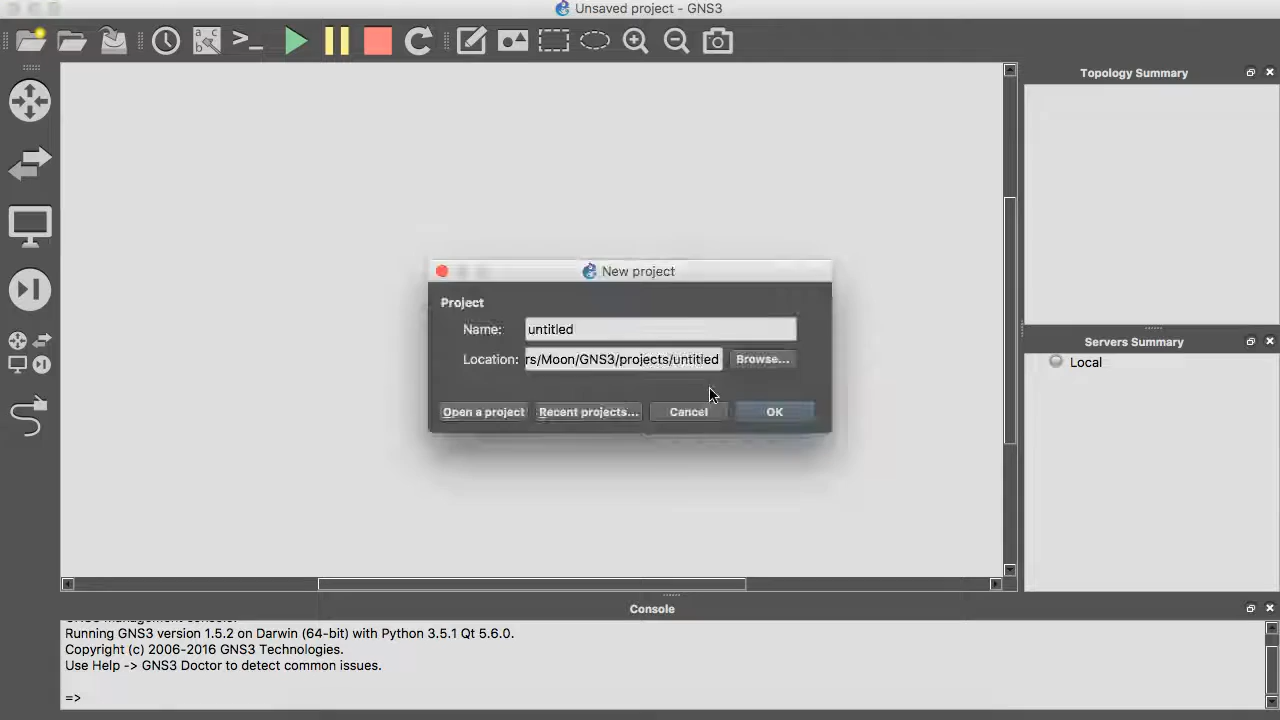 Unsaved project - GNS3
Topology Summary
New project
Project
Name: untitled
Location: rs/Moon/GNS3/projects/untitled Browse...
Open a project Recent projects... Cancel OK
Servers Summary
Local
Console
Running GNS3 version 1.5.2 on Darwin (64-bit) with Python 3.5.1 Qt 5.6.0.
Copyright (c) 2006-2016 GNS3 Technologies.
Use Help -> GNS3 Doctor to detect common issues.
=>